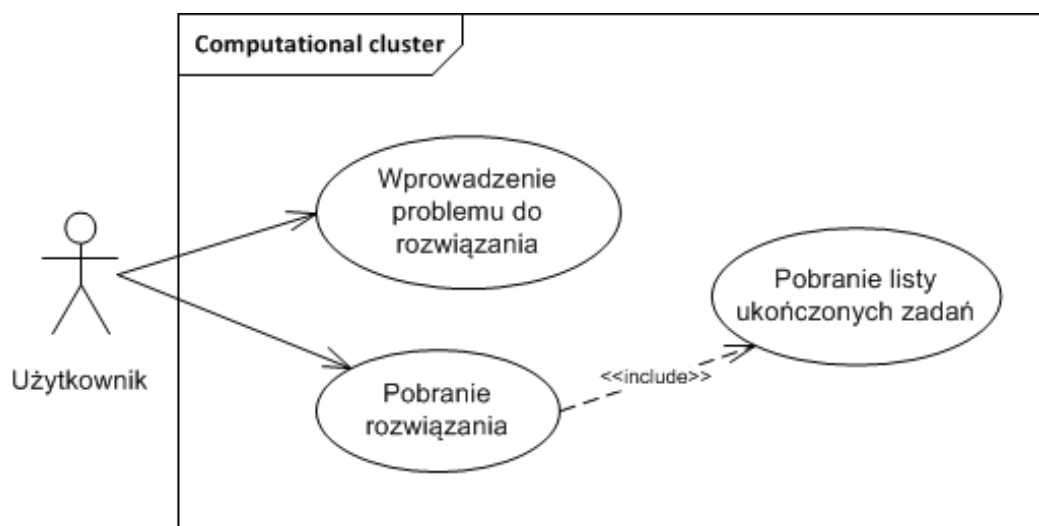 Computational cluster
Wprowadzenie
problemu do
rozwiązania
Pobranie listy
ukończonych zadań
Użytkownik
<<include>>
Pobranie
rozwiązania